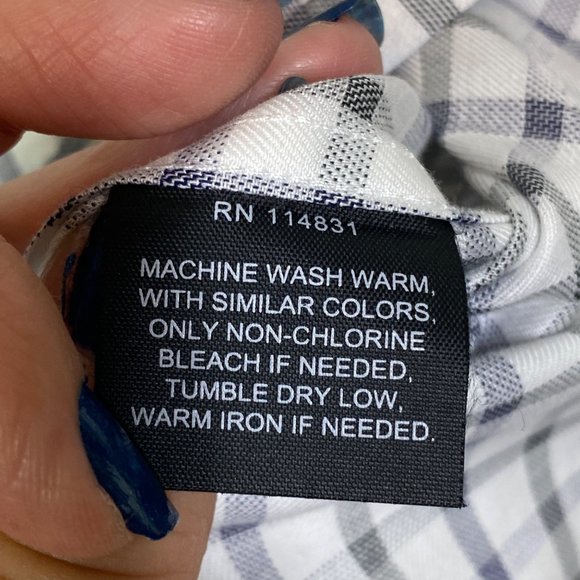 RN 114831
MACHINE WASH WARM,
WITH SIMILAR COLORS,
ONLY NON-CHLORINE
BLEACH IF NEEDED,
TUMBLE DRY LOW,
WARM IRON IF NEEDED.